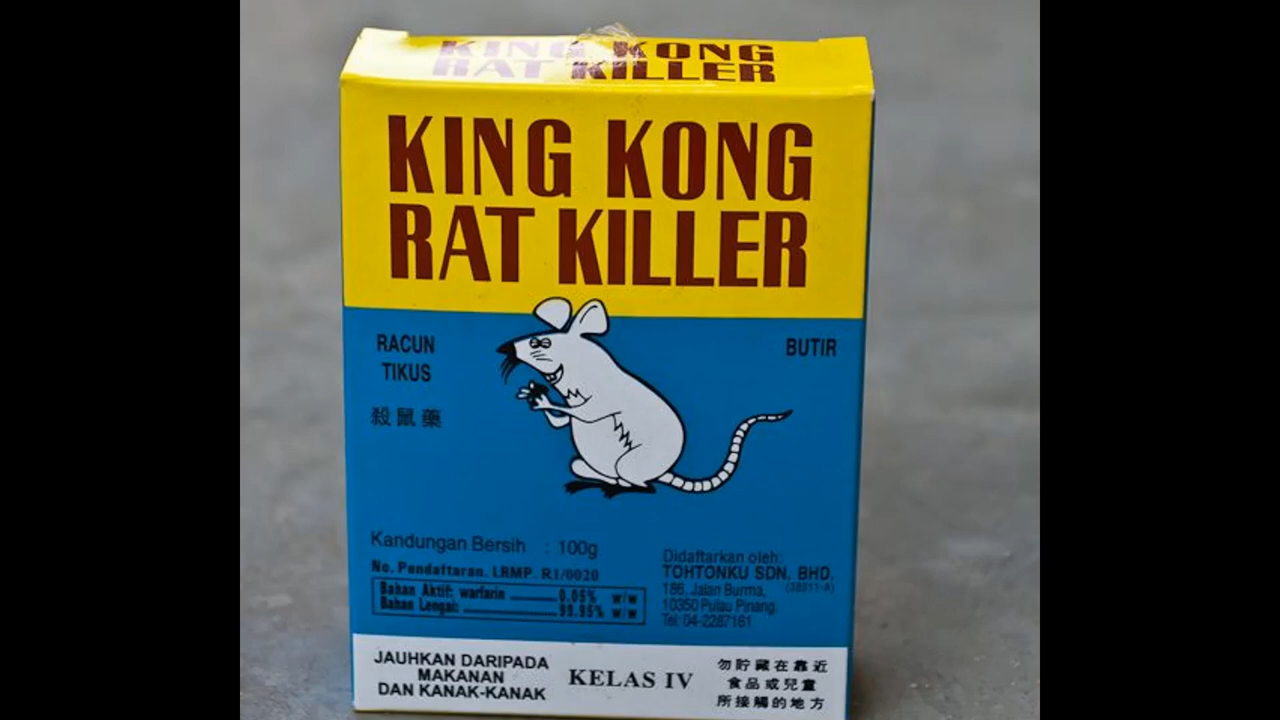 KING KONG
RAT KILLER
KING KONG
RAT KILLER
RACUN
TIKUS
殺鼠藥
BUTIR
Kandungan Bersih : 100g
No. Pendaftaran. LRMP. R1/0020
Bahan Aktif: warfarin 0.05% w/w
Bahan Lengai: 99.95% w/w
Didaftarkan oleh:
TOHTONKU SDN. BHD.
186, Jalan Burma,
10350 Pulau Pinang.
Tel: 04-2287161
JAUHKAN DARIPADA
MAKANAN
DAN KANAK-KANAK
KELAS IV
勿貯藏在靠近
食品或兒童
所接觸的地方